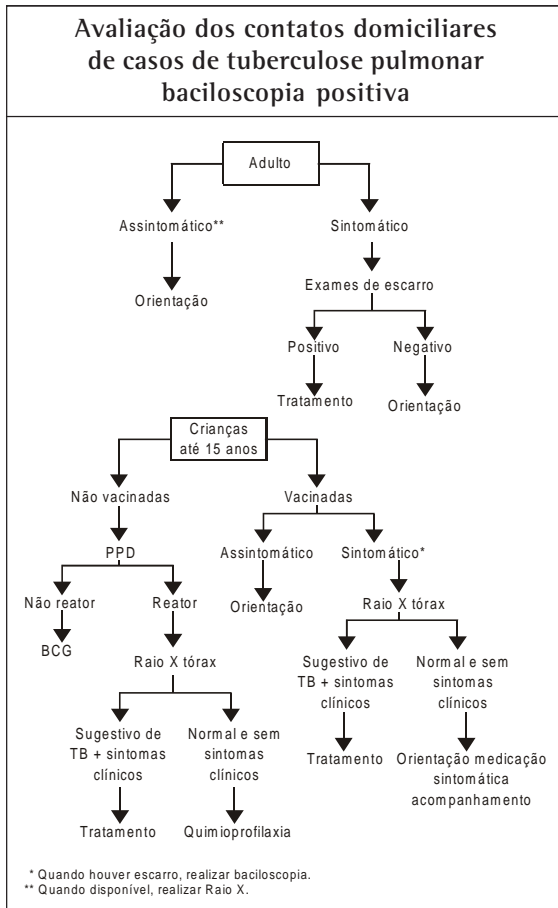 Avaliação dos contatos domiciliares
de casos de tuberculose pulmonar
baciloscopia positiva
Adulto
Assintomático**
Sintomático
Orientação
Exames de escarro
Positivo
Negativo
Tratamento
Orientação
Crianças
até 15 anos
Não vacinadas
Vacinadas
PPD
Assintomático
Sintomático*
Não reator
Reator
Orientação
Raio X tórax
BCG
Raio X tórax
Sugestivo de
TB + sintomas
clínicos
Normal e sem
sintomas
clínicos
Sugestivo de
TB + sintomas
clínicos
Normal e sem
sintomas
clínicos
Tratamento
Orientação medicação
sintomática
acompanhamento
Tratamento
Quimioprofilaxia
* Quando houver escarro, realizar baciloscopia.
** Quando disponível, realizar Raio X.